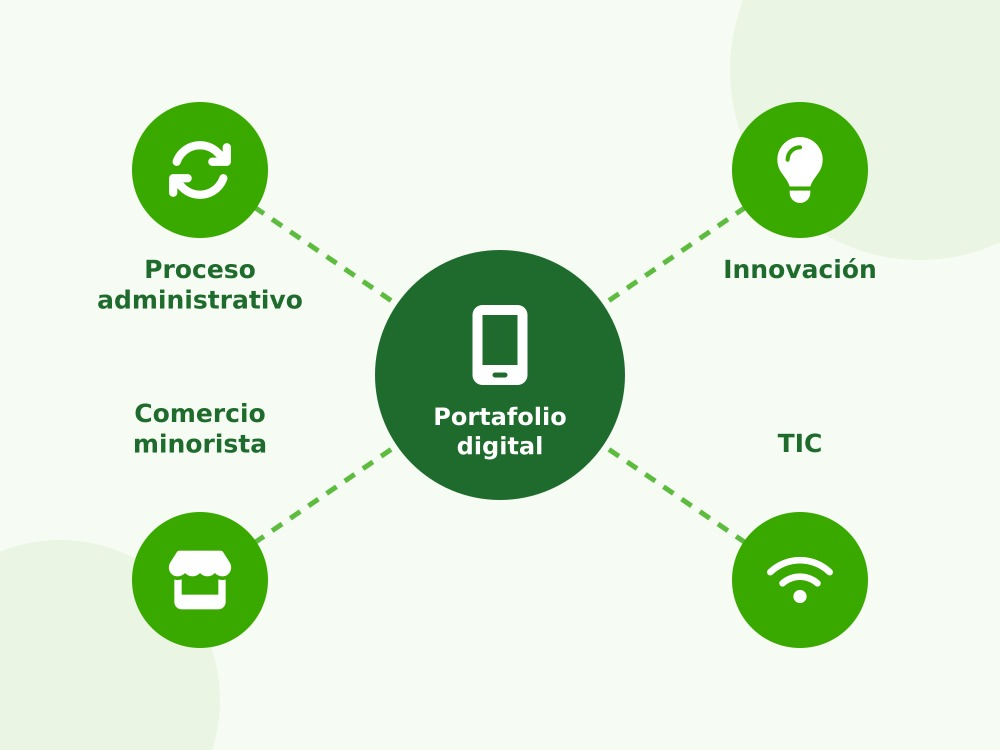 Proceso
administrativo
Innovación
Portafolio
digital
Comercio
minorista
TIC